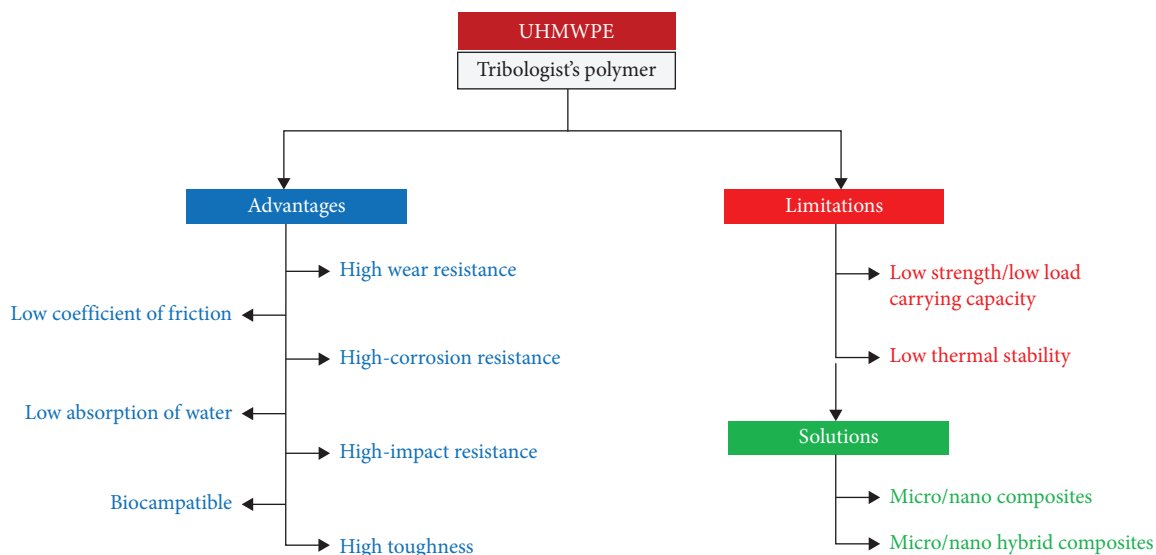 UHMWPE
Tribologist's polymer
Advantages
High wear resistance
Low coefficient of friction
High-corrosion resistance
Low absorption of water
High-impact resistance
Biocampatible
High toughness
Limitations
Low strength/low load
carrying capacity
Low thermal stability
Solutions
Micro/nano composites
Micro/nano hybrid composites